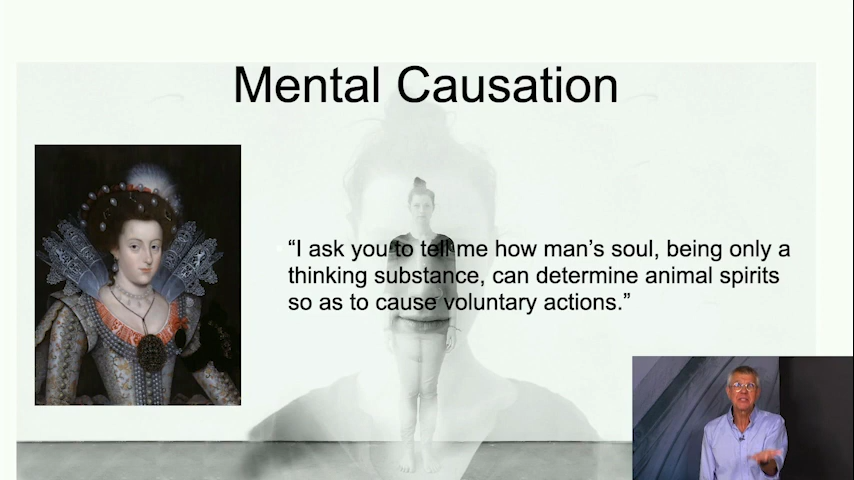 Mental Causation
“I ask you to tell me how man’s soul, being only a
thinking substance, can determine animal spirits
so as to cause voluntary actions.”